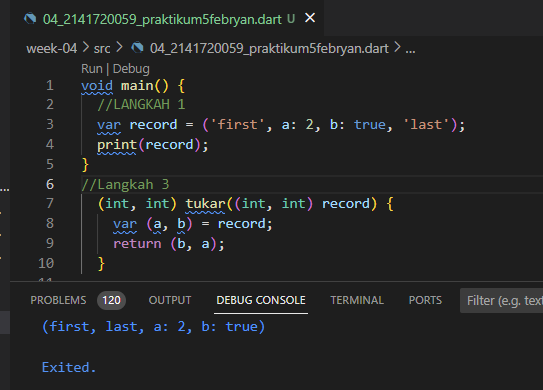 04_2141720059_praktikum5febryan.dart U
week-04 > src > 04_2141720059_praktikum5febryan.dart > ...
Run | Debug
1 void main() {
2 //LANGKAH 1
3 var record = ('first', a: 2, b: true, 'last');
4 print(record);
5 }
6 //Langkah 3
7 (int, int) tukar((int, int) record) {
8 var (a, b) = record;
9 return (b, a);
10 }
PROBLEMS 120 OUTPUT DEBUG CONSOLE TERMINAL PORTS Filter (e.g. text
(first, last, a: 2, b: true)
Exited.